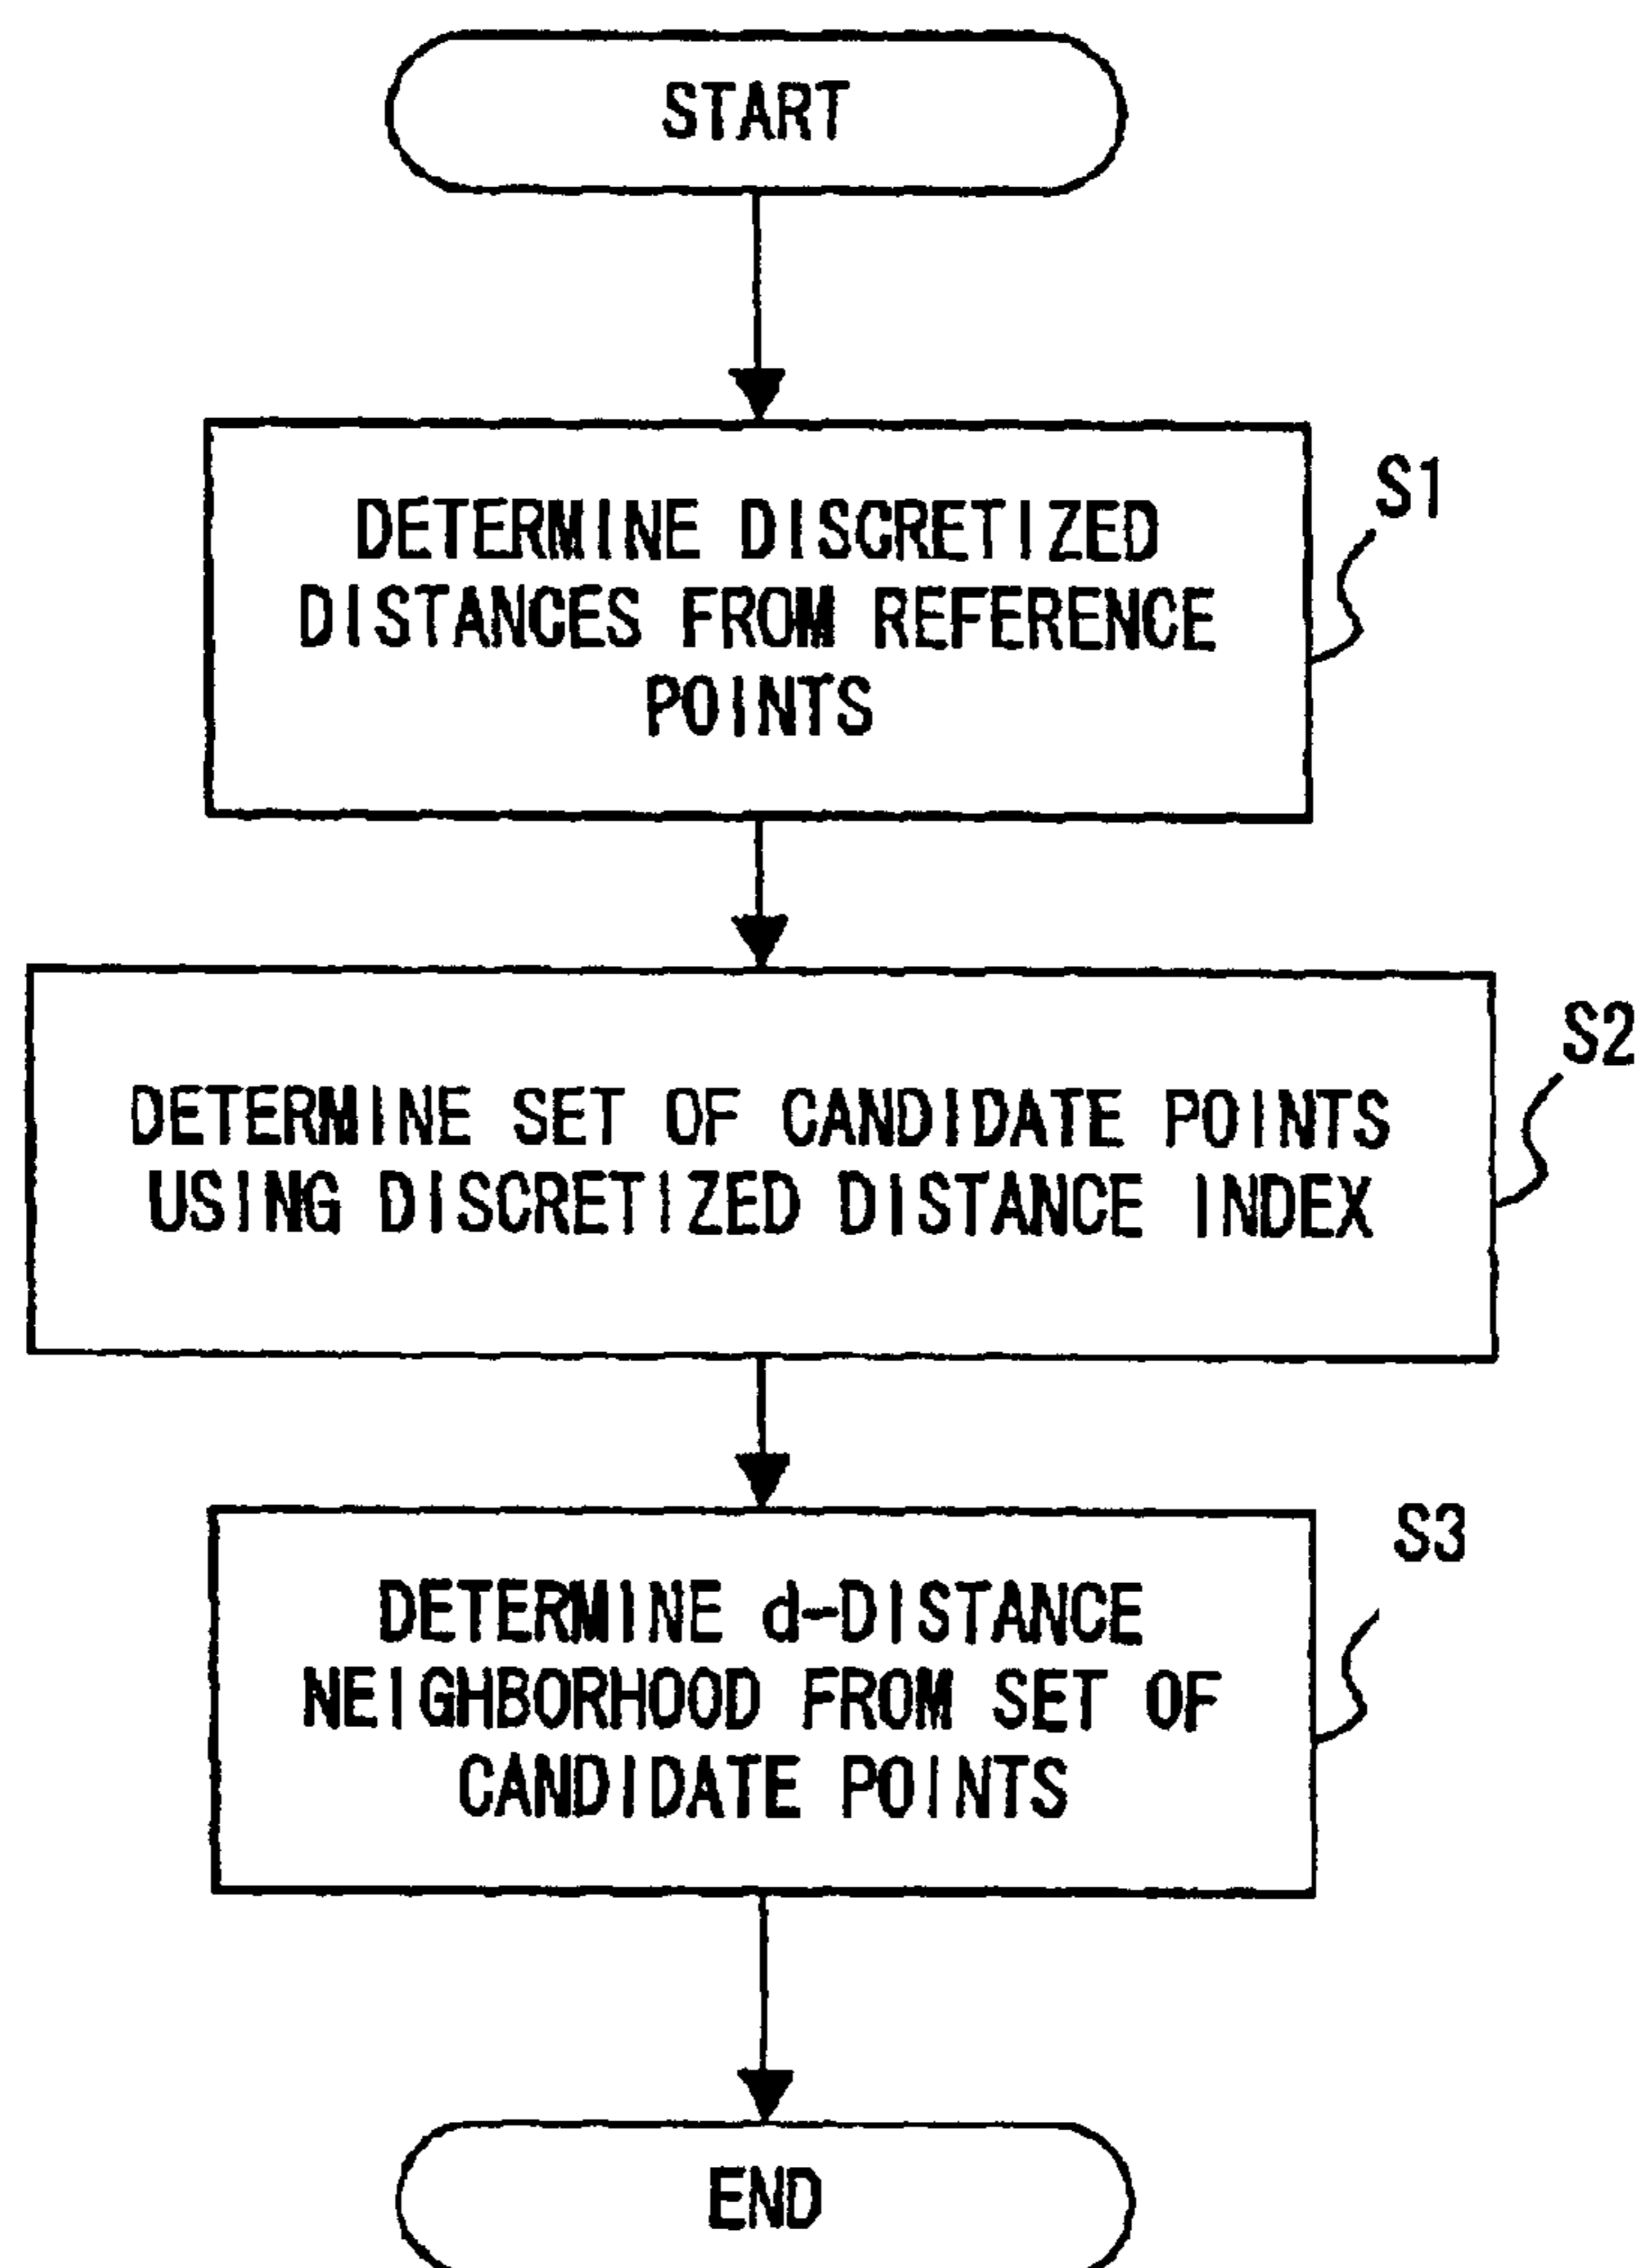 START
DETERMINE DISCRETIZED
DISTANCES FROM REFERENCE
POINTS
S1
DETERMINE SET OF CANDIDATE POINTS
USING DISCRETIZED DISTANCE INDEX
S2
DETERMINE d-DISTANCE
NEIGHBORHOOD FROM SET OF
CANDIDATE POINTS
S3
END